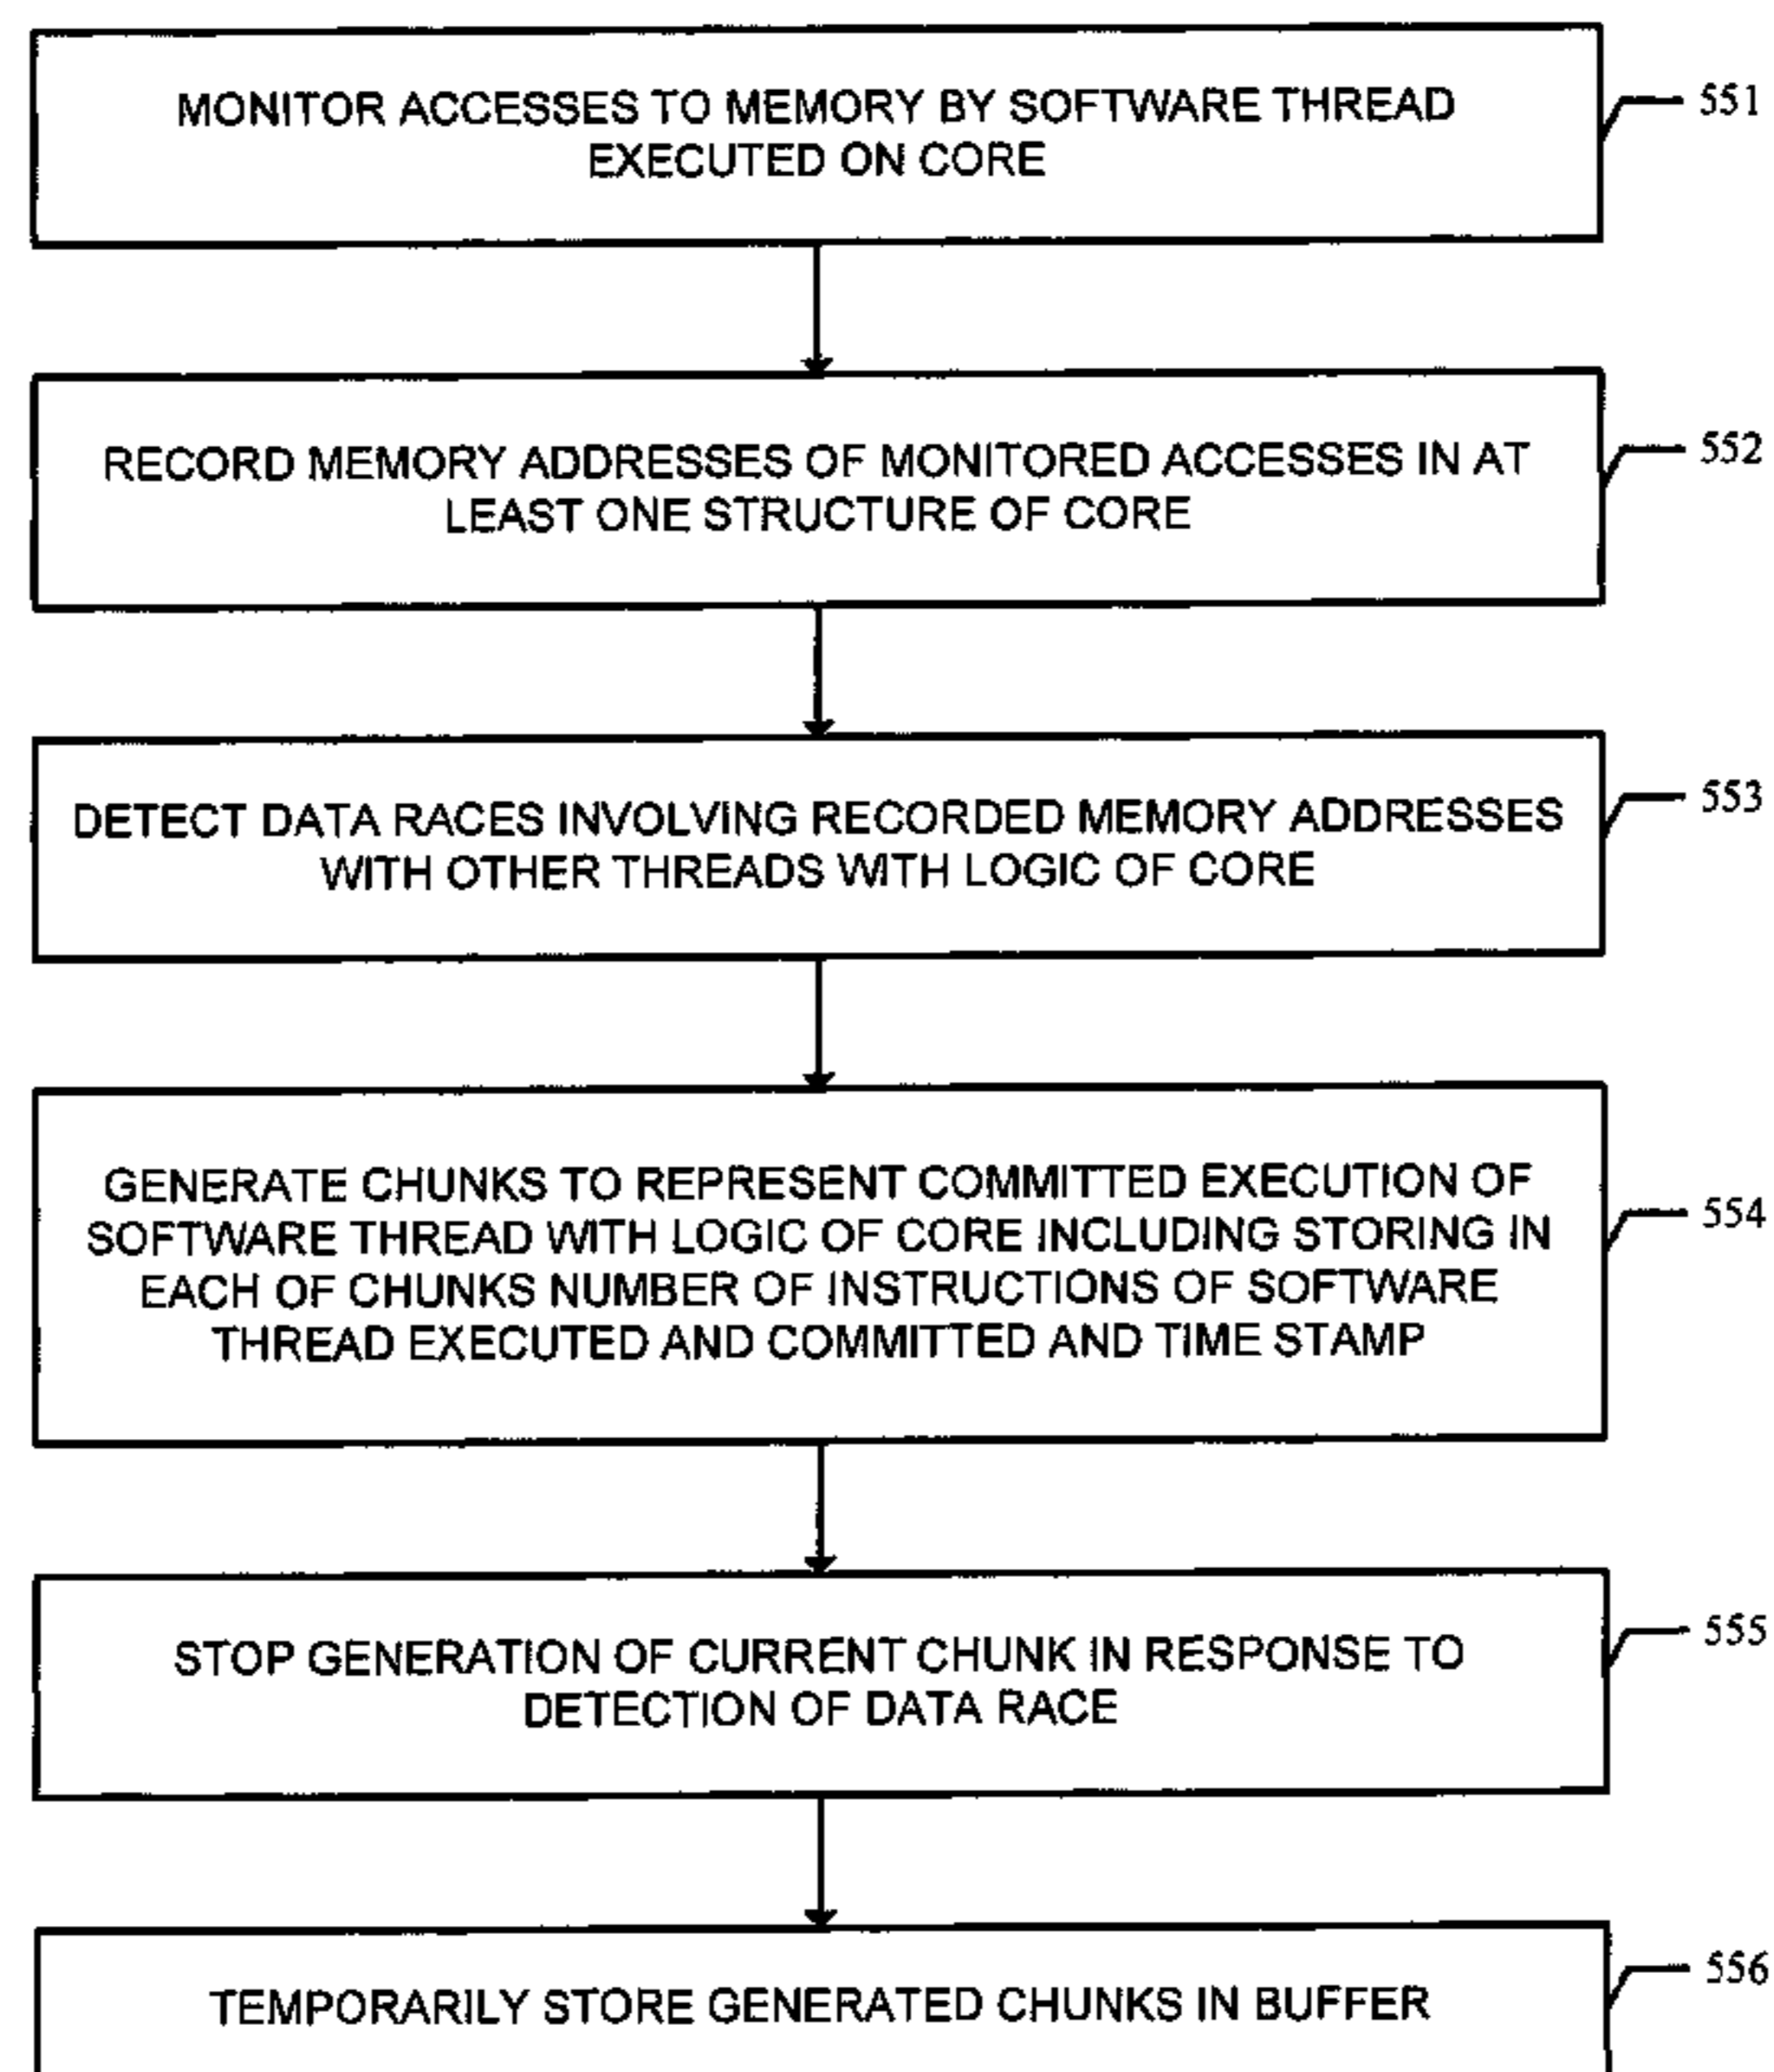 MONITOR ACCESSES TO MEMORY BY SOFTWARE THREAD
EXECUTED ON CORE
551
RECORD MEMORY ADDRESSES OF MONITORED ACCESSES IN AT
LEAST ONE STRUCTURE OF CORE
552
DETECT DATA RACES INVOLVING RECORDED MEMORY ADDRESSES
WITH OTHER THREADS WITH LOGIC OF CORE
553
GENERATE CHUNKS TO REPRESENT COMMITTED EXECUTION OF
SOFTWARE THREAD WITH LOGIC OF CORE INCLUDING STORING IN
EACH OF CHUNKS NUMBER OF INSTRUCTIONS OF SOFTWARE
THREAD EXECUTED AND COMMITTED AND TIME STAMP
554
STOP GENERATION OF CURRENT CHUNK IN RESPONSE TO
DETECTION OF DATA RACE
555
TEMPORARILY STORE GENERATED CHUNKS IN BUFFER
556